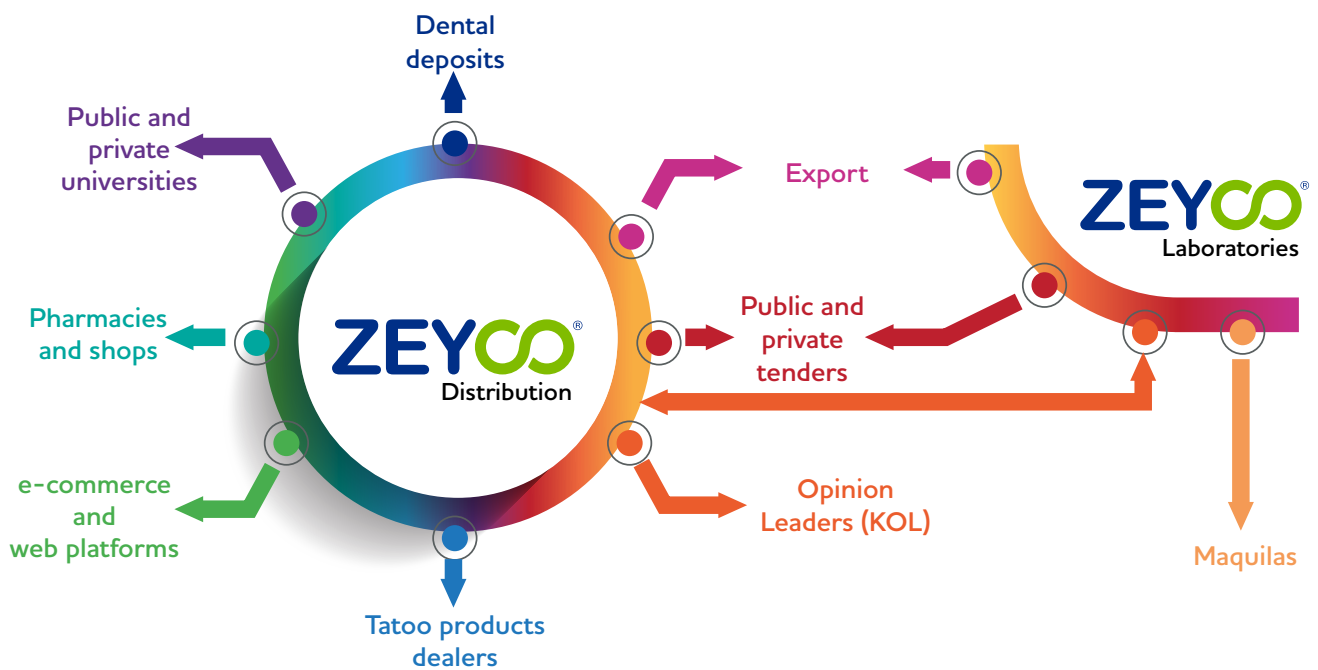 Dental
deposits
Public and
private
universities
Export
ZEYCO®
Laboratories
Pharmacies
and shops
ZEYCO®
Distribution
Public and
private
tenders
e-commerce
and
web platforms
Opinion
Leaders (KOL)
Maquilas
Tatoo products
dealers